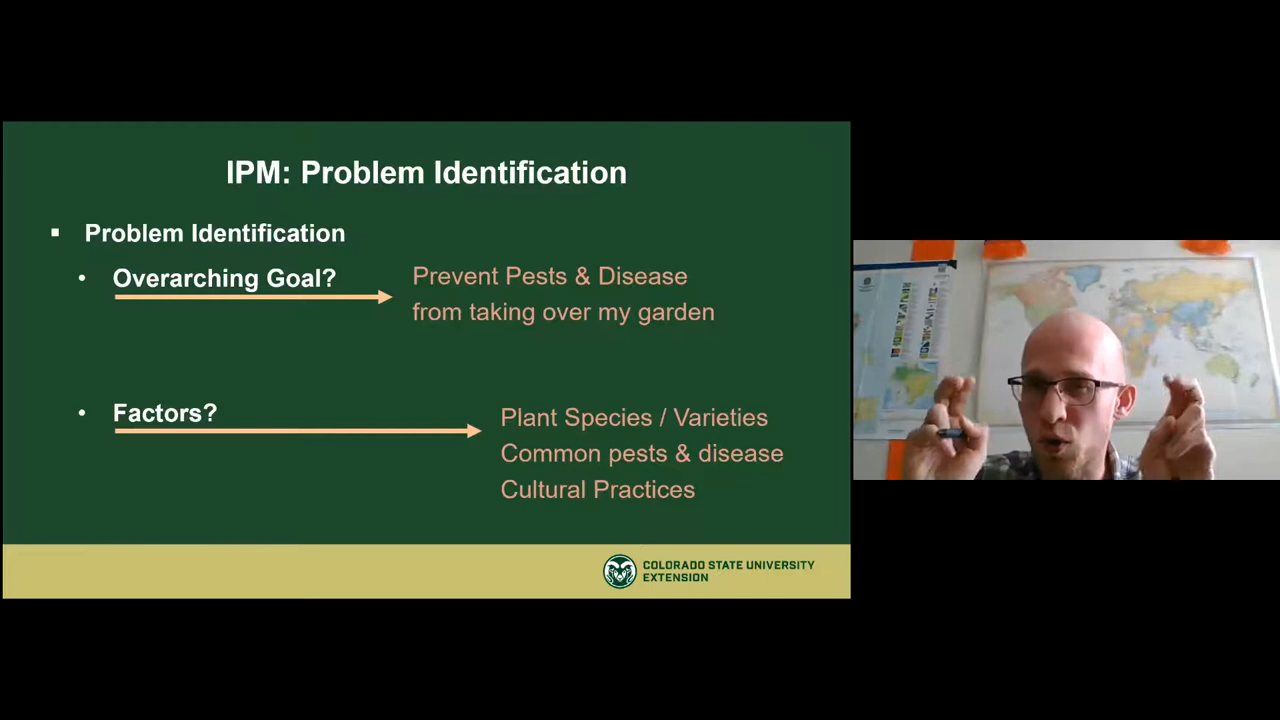 IPM: Problem Identification
▪ Problem Identification
• Overarching Goal?
Prevent Pests & Disease
from taking over my garden
• Factors?
Plant Species / Varieties
Common pests & disease
Cultural Practices
COLORADO STATE UNIVERSITY
EXTENSION